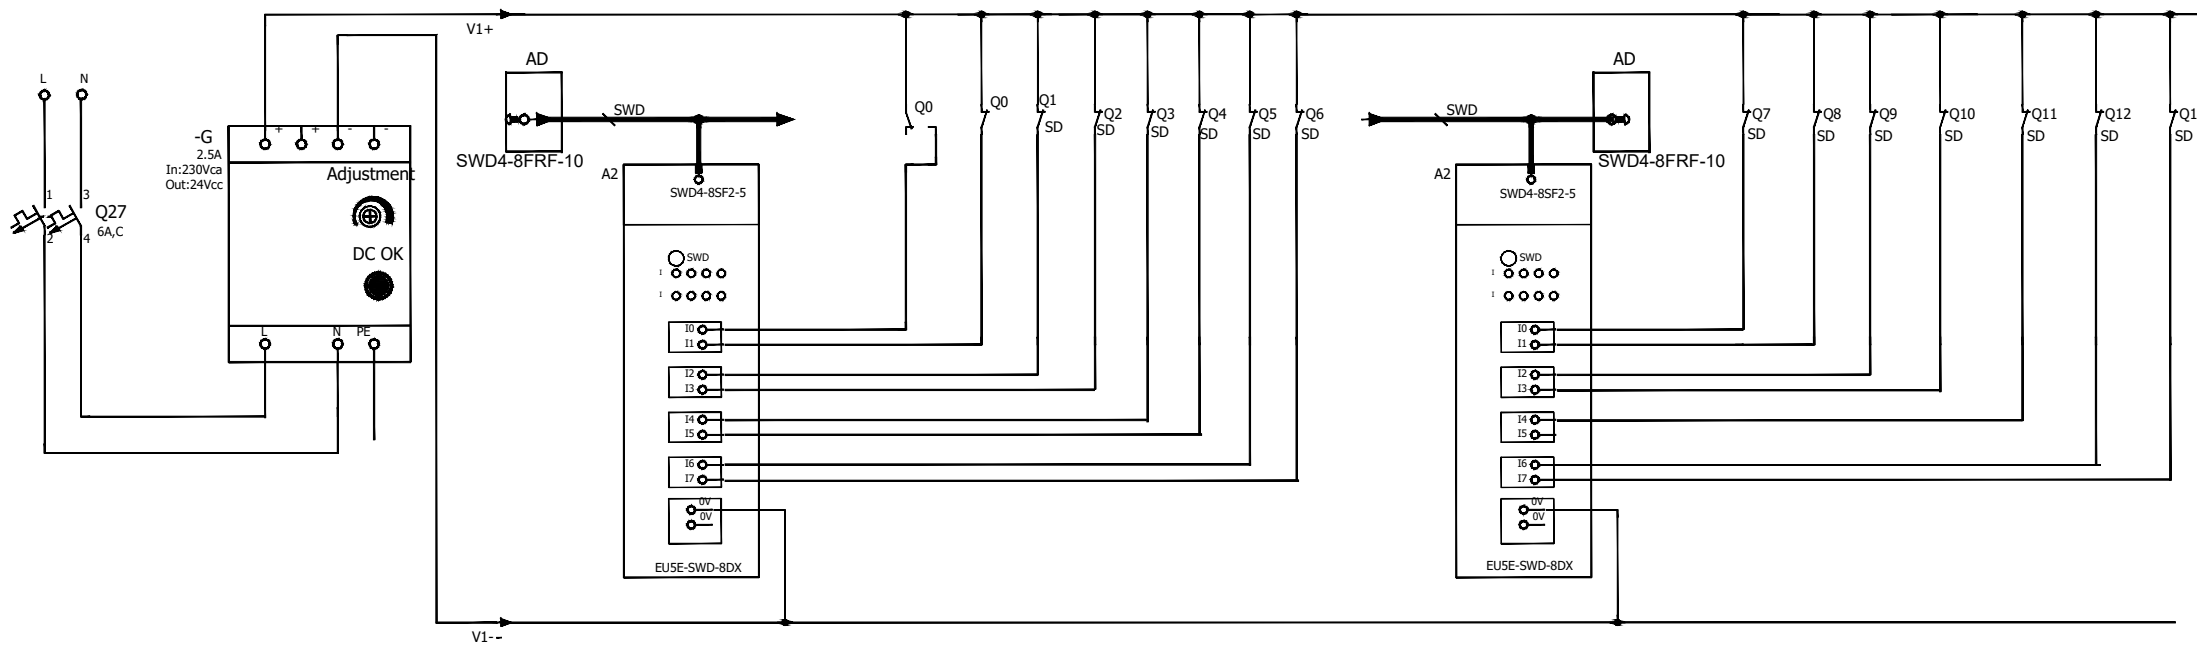 V1+
AD
AD
L
N
SWD
Q0
Q0
Q1
SD
Q2
SD
Q3
SD
Q4
SD
Q5
SD
Q6
SD
SWD
Q7
SD
Q8
SD
Q9
SD
Q10
SD
Q11
SD
Q12
SD
Q1
SD
-G
2.5A
In:230Vca
Out:24Vcc
+
+
-
-
Adjustment
DC OK
L
N
PE
1
3
Q27
6A,C
2
4
SWD4-8FRF-10
A2
SWD4-8SF2-5
SWD
I
I
I0
I1
I2
I3
I4
I5
I6
I7
0V
0V
EU5E-SWD-8DX
SWD4-8FRF-10
A2
SWD4-8SF2-5
SWD
I
I
I0
I1
I2
I3
I4
I5
I6
I7
0V
0V
EU5E-SWD-8DX
V1--